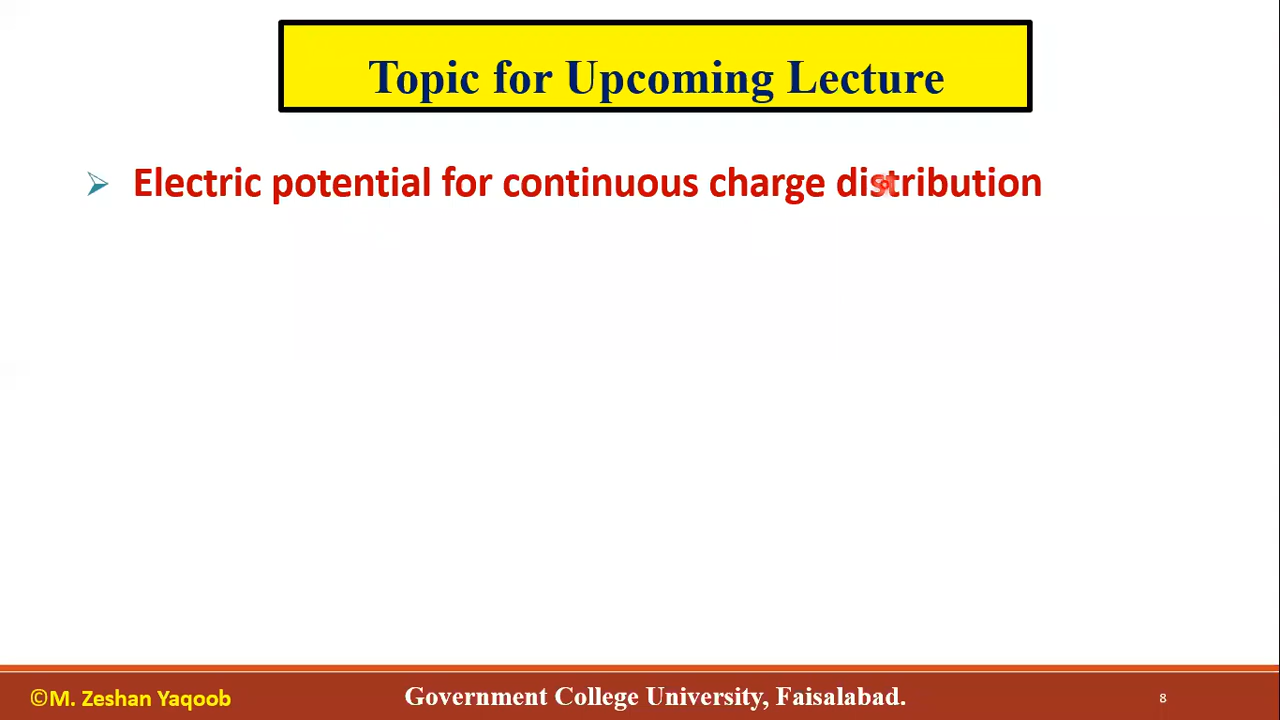 Topic for Upcoming Lecture
Electric potential for continuous charge distribution
©M. Zeshan Yaqoob
Government College University, Faisalabad.
8